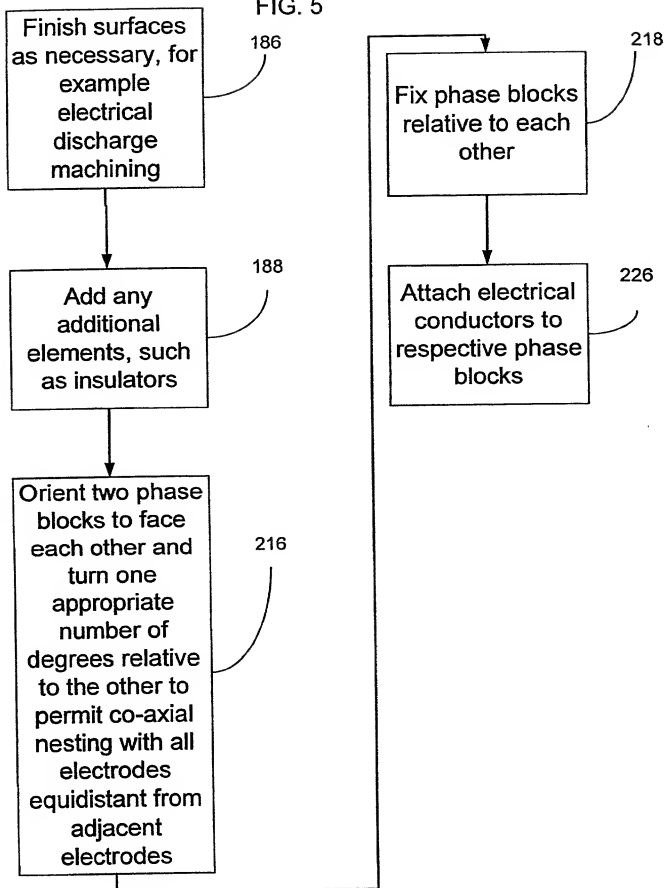 FIG. 5
Finish surfaces
as necessary, for
example
electrical
discharge
machining
186
Add any
additional
elements, such
as insulators
188
Orient two phase
blocks to face
each other and
turn one
appropriate
number of
degrees relative
to the other to
permit co-axial
nesting with all
electrodes
equidistant from
adjacent
electrodes
216
Fix phase blocks
relative to each
other
218
Attach electrical
conductors to
respective phase
blocks
226